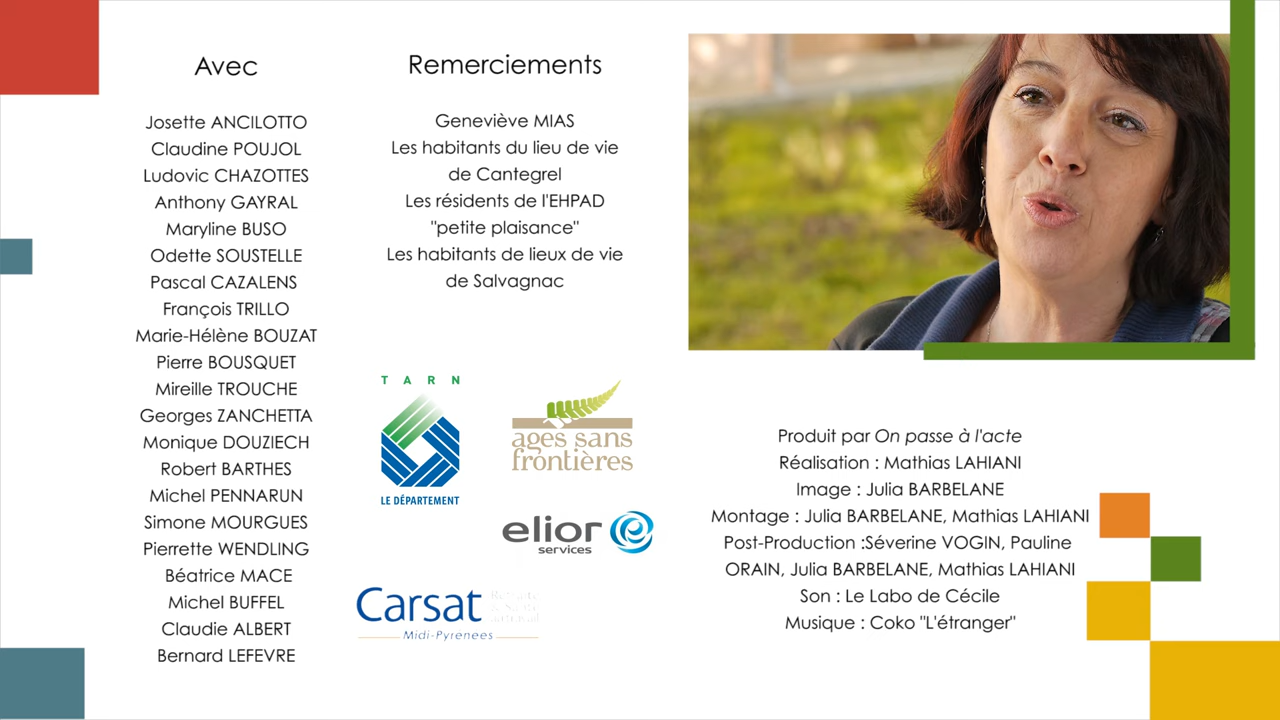 Avec
Josette ANCILOTTO
Claudine POUJOL
Ludovic CHAZOTTES
Anthony GAYRAL
Maryline BUSO
Odette SOUSTELLE
Pascal CAZALENS
François TRILLO
Marie-Hélène BOUZAT
Pierre BOUSQUET
Mireille TROUCHE
Georges ZANCHETTA
Monique DOUZIECH
Robert BARTHES
Michel PENNARUN
Simone MOURGUES
Pierrette WENDLING
Béatrice MACE
Michel BUFFEL
Claudie ALBERT
Bernard LEFEVRE
Remerciements
Geneviève MIAS
Les habitants du lieu de vie
de Cantegrel
Les résidents de l'EHPAD
"petite plaisance"
Les habitants de lieux de vie
de Salvagnac
TARN
LE DÉPARTEMENT
ages sans
frontières
elior
services
Carsat
Midi-Pyrenees
Produit par On passe à l'acte
Réalisation : Mathias LAHIANI
Image : Julia BARBELANE
Montage : Julia BARBELANE, Mathias LAHIANI
Post-Production :Séverine VOGIN, Pauline
ORAIN, Julia BARBELANE, Mathias LAHIANI
Son : Le Labo de Cécile
Musique : Coko "L'étranger"